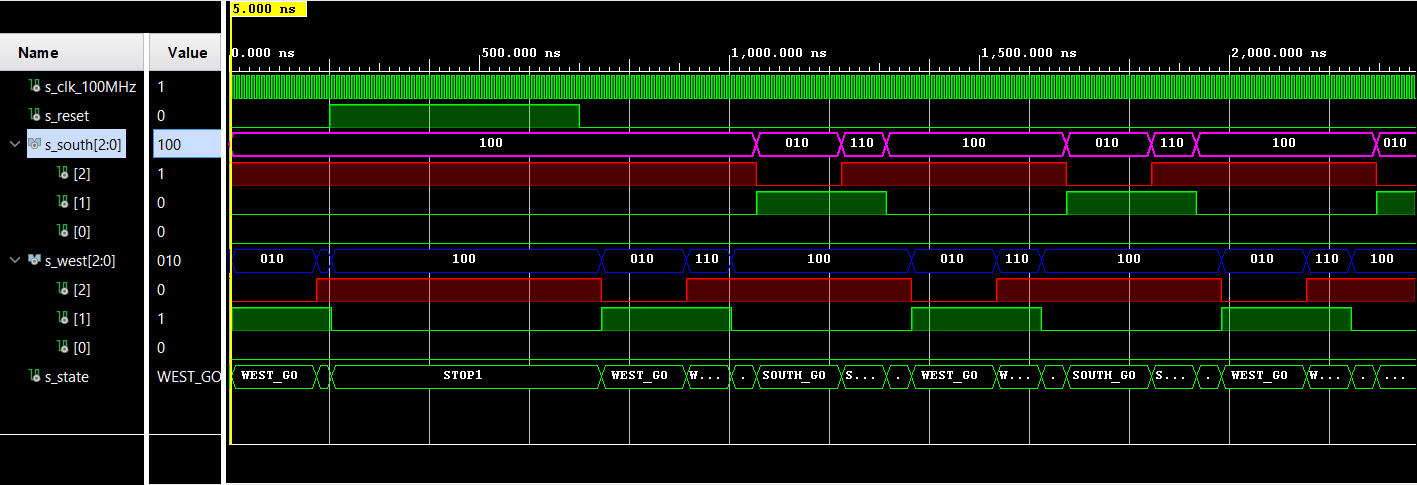 5.000 ns
Name Value 0.000 ns 500.000 ns 1,000.000 ns 1,500.000 ns 2,000.000 ns
s_clk_100MHz 1
s_reset 0
s_south[2:0] 100 100 010 110 100 010 110 100 010
[2] 1
[1] 0
[0] 0
s_west[2:0] 010 010 100 010 110 100 010 110 100 010 110 100
[2] 0
[1] 1
[0] 0
s_state WEST_GO WEST_GO STOP1 WEST_GO W... . SOUTH_GO S... . WEST_GO W... . SOUTH_GO S... . WEST_GO W... . ...